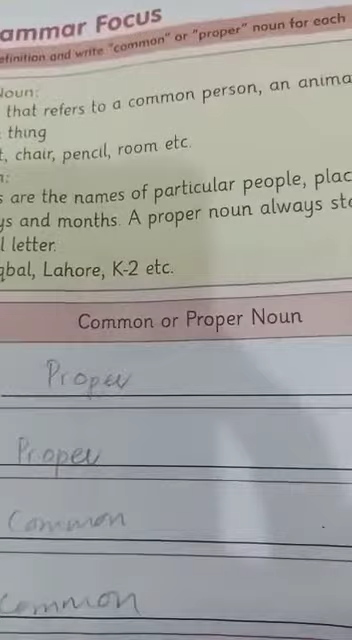 ammar Focus
efinition and write "common" or "proper" noun for each
Noun:
that refers to a common person, an anima
thing
t, chair, pencil, room etc.
n:
s are the names of particular people, plac
ys and months. A proper noun always sta
l letter.
qbal, Lahore, K-2 etc.
Common or Proper Noun
Proper
Proper
Common
Common